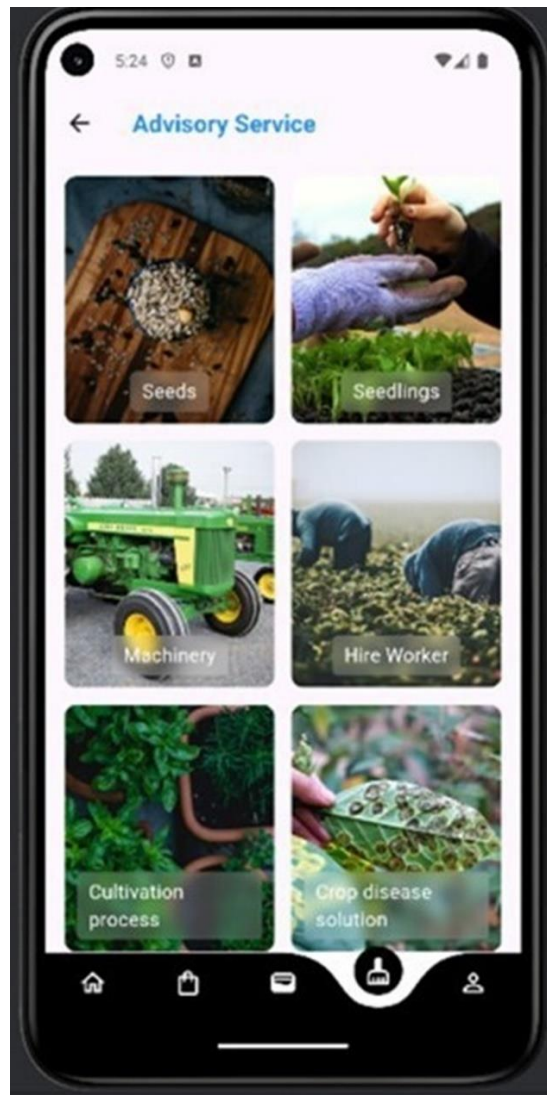 5:24
Advisory Service
Seeds
Seedlings
Machinery
Hire Worker
Cultivation
process
Crop disease
solution